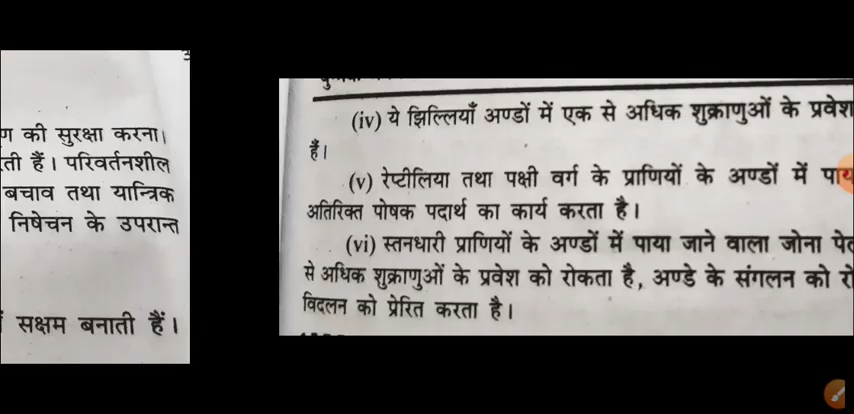 की सुरक्षा करना।
हैं। परिवर्तनशील
बचाव तथा यान्त्रिक
निषेचन के उपरान्त
सक्षम बनाती हैं।
(iv) ये झिल्लियाँ अण्डों में एक से अधिक शुक्राणुओं के प्रवेश
हैं।
(v) रेप्टीलिया तथा पक्षी वर्ग के प्राणियों के अण्डों में
अतिरिक्त पोषक पदार्थ का कार्य करता है।
(vi) स्तनधारी प्राणियों के अण्डों में पाया जाने वाला जोना
से अधिक शुक्राणुओं के प्रवेश को रोकता है, अण्डे के संगलन को
विदलन को प्रेरित करता है।